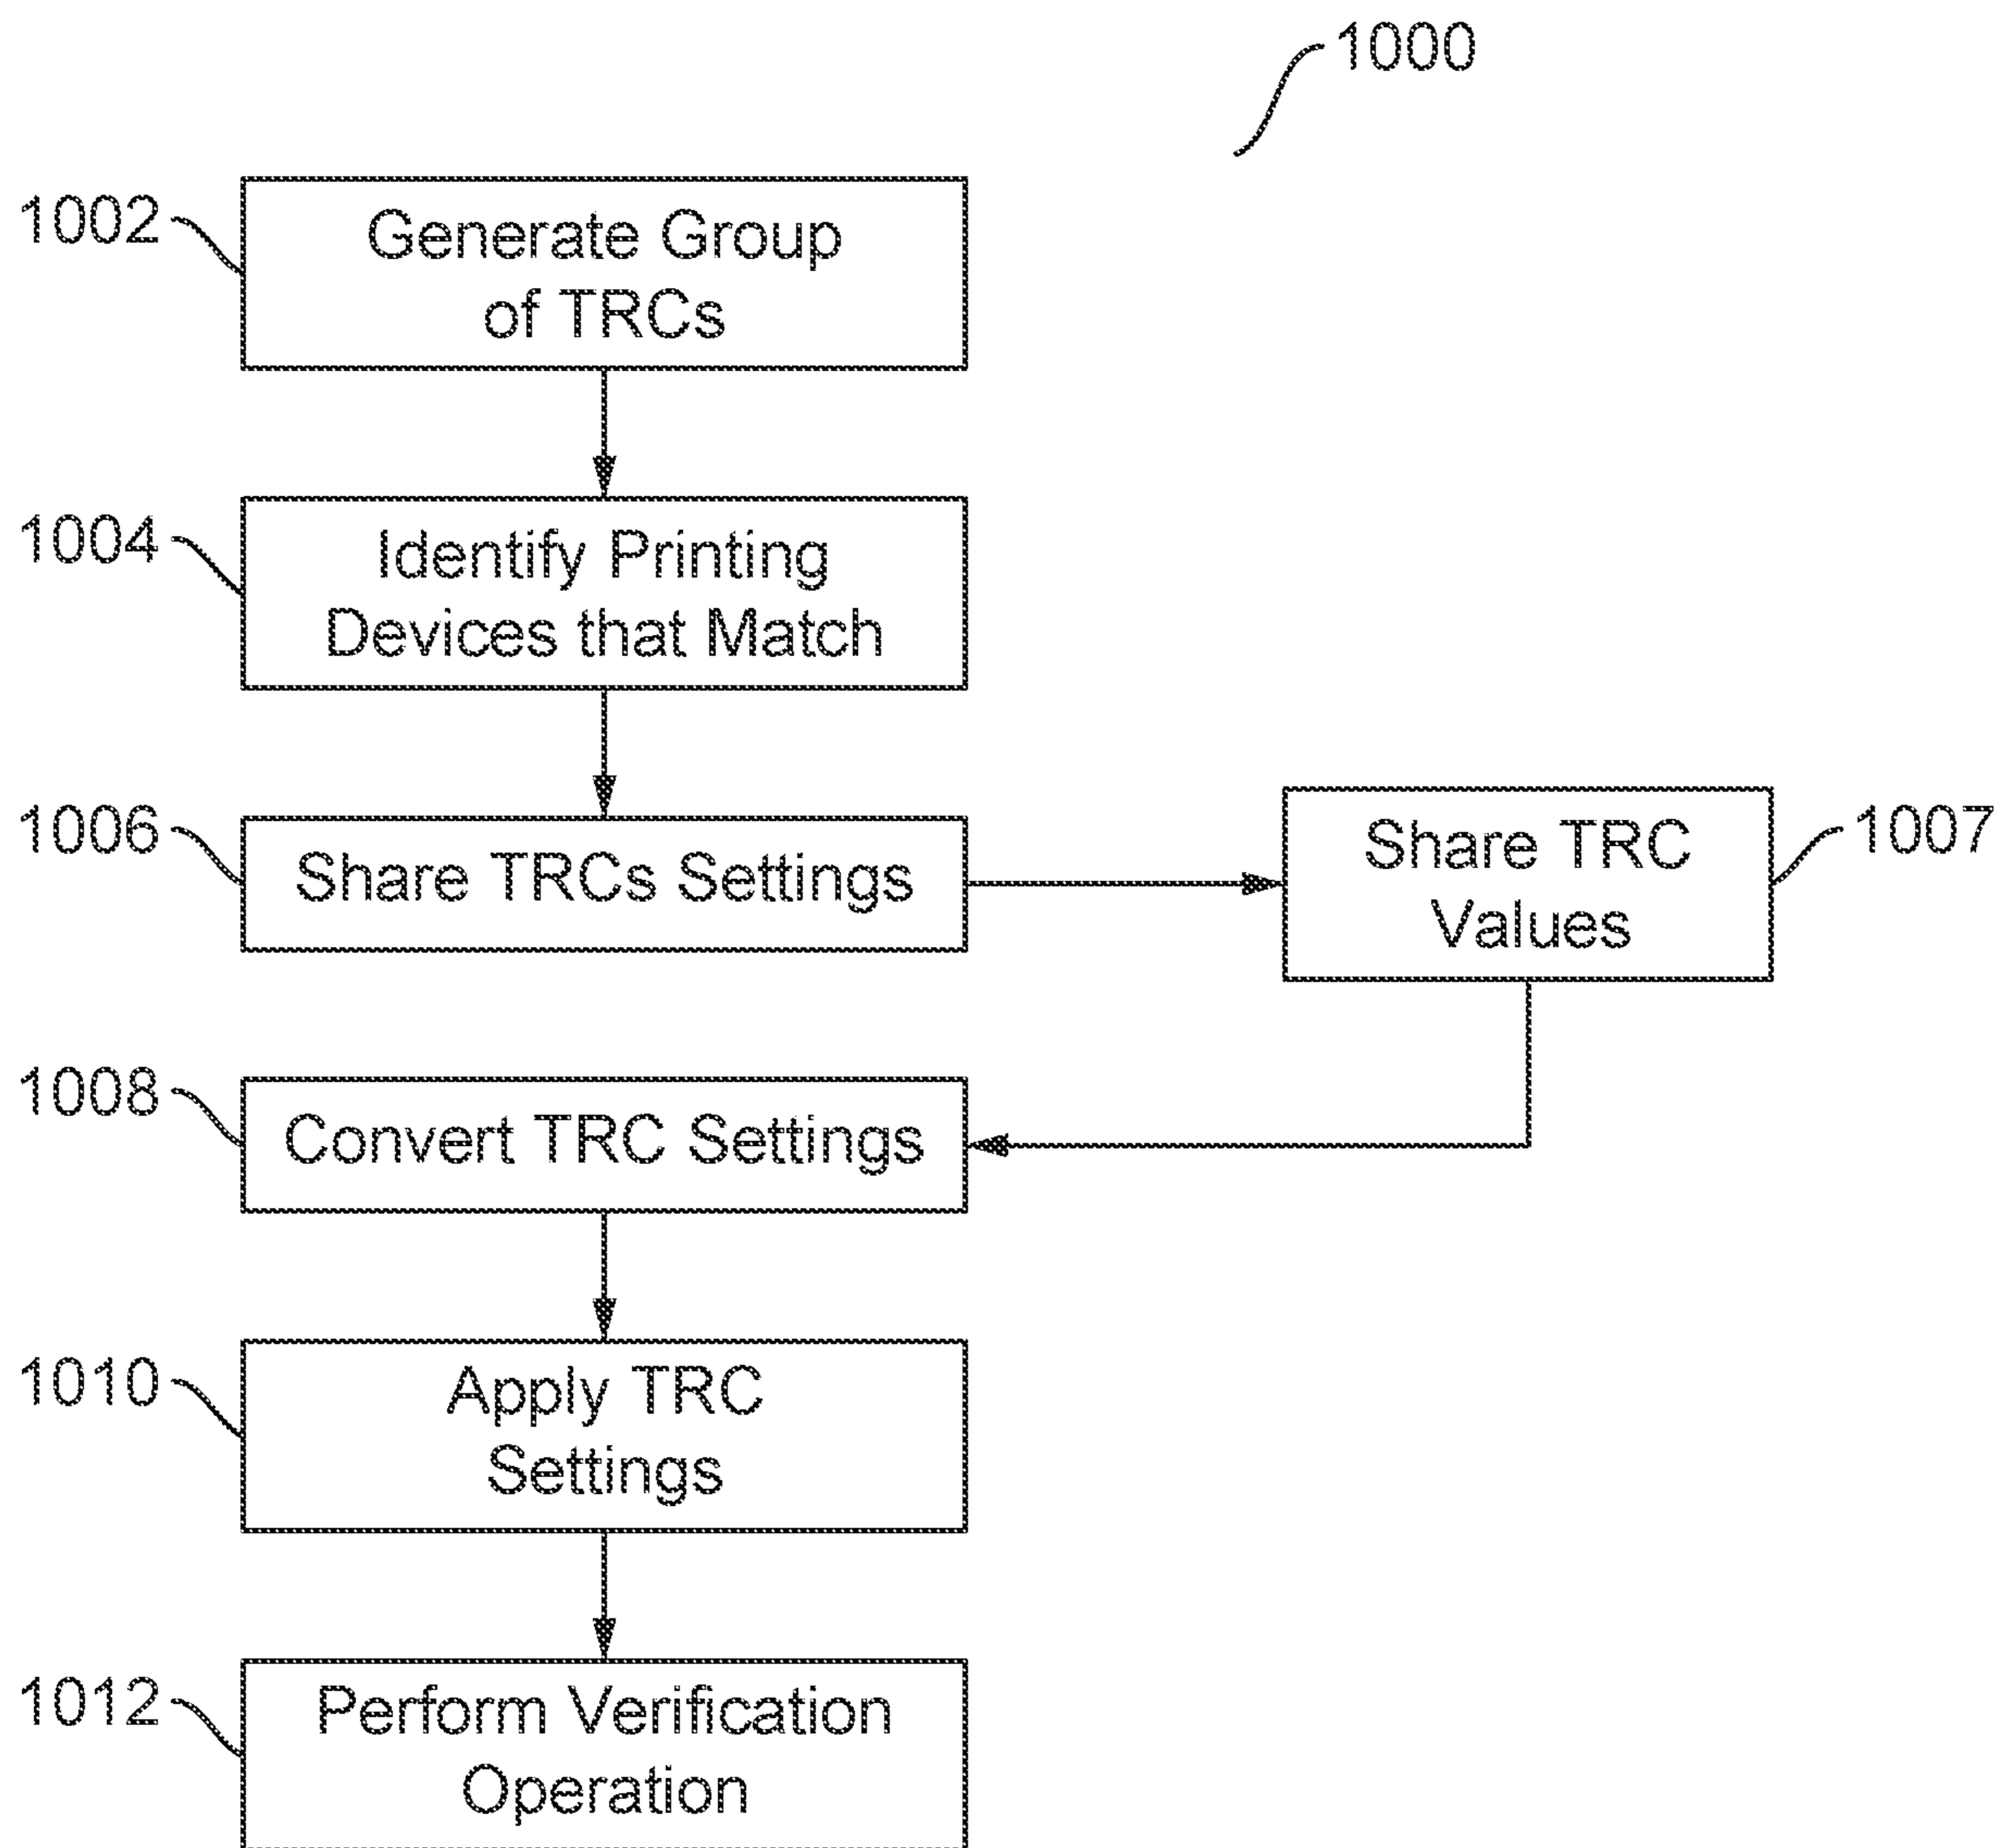 1000
1002
Generate Group
of TRCs
1004
Identify Printing
Devices that Match
1006
Share TRCs Settings
Share TRC
Values
1007
1008
Convert TRC Settings
1010
Apply TRC
Settings
1012
Perform Verification
Operation